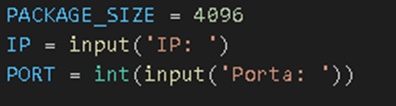 PACKAGE_SIZE = 4096
IP = input('IP: ')
PORT = int(input('Porta: '))